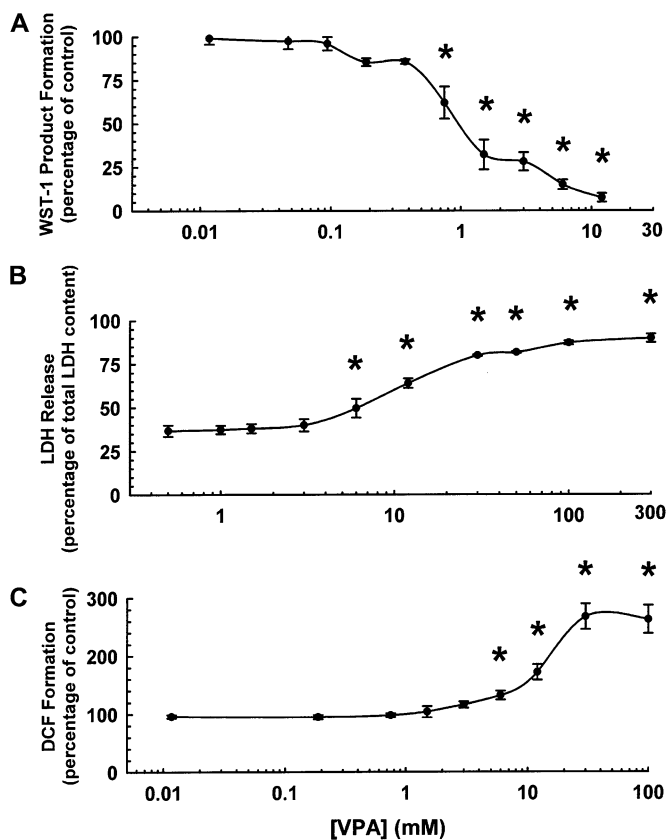 A
WST-1 Product Formation
(percentage of control)
100
75
50
25
0
* * * * *
0.01 0.1 1 10 30
B
LDH Release
(percentage of total LDH content)
100
75
50
25
0
* * * * * *
1 10 100 300
C
DCF Formation
(percentage of control)
300
200
100
0
* * * *
0.01 0.1 1 10 100
[VPA] (mM)